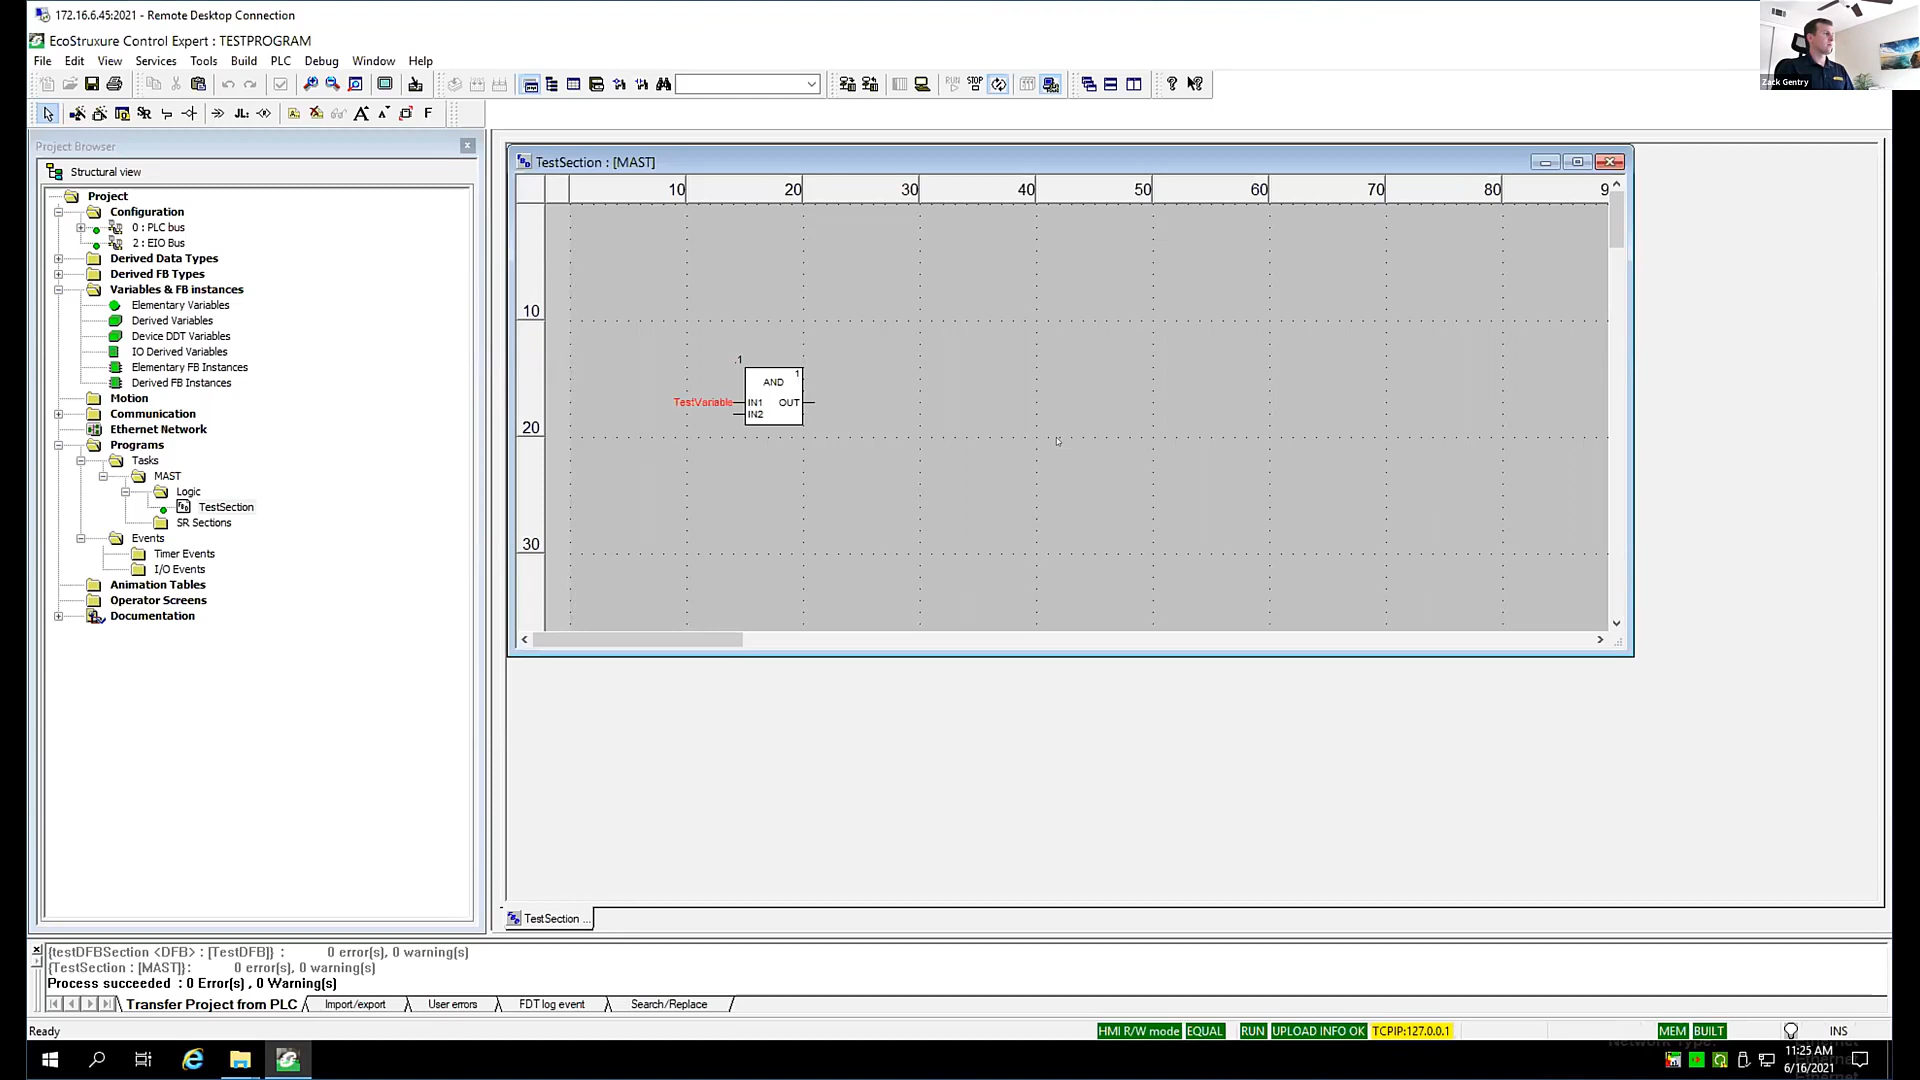 172.16.6.45:2021 - Remote Desktop Connection
EcoStruxure Control Expert : TESTPROGRAM
File Edit View Services Tools Build PLC Debug Window Help
Zack Gentry
Project Browser
Structural view
Project
Configuration
0 : PLC bus
2 : EIO Bus
Derived Data Types
Derived FB Types
Variables & FB instances
Elementary Variables
Derived Variables
Device DDT Variables
IO Derived Variables
Elementary FB Instances
Derived FB Instances
Motion
Communication
Ethernet Network
Programs
Tasks
MAST
Logic
TestSection
SR Sections
Events
Timer Events
I/O Events
Animation Tables
Operator Screens
Documentation
TestSection : [MAST]
10 20 30 40 50 60 70 80 9
10
20
30
.1
1
AND
TestVariable IN1 OUT
IN2
TestSection ...
{testDFBSection <DFB> : [TestDFB]} : 0 error(s), 0 warning(s)
{TestSection : [MAST]}: 0 error(s), 0 warning(s)
Process succeeded : 0 Error(s) , 0 Warning(s)
Transfer Project from PLC Import/export User errors FDT log event Search/Replace
Ready HMI R/W mode EQUAL RUN UPLOAD INFO OK TCPIP:127.0.0.1 MEM BUILT INS
11:25 AM
6/16/2021